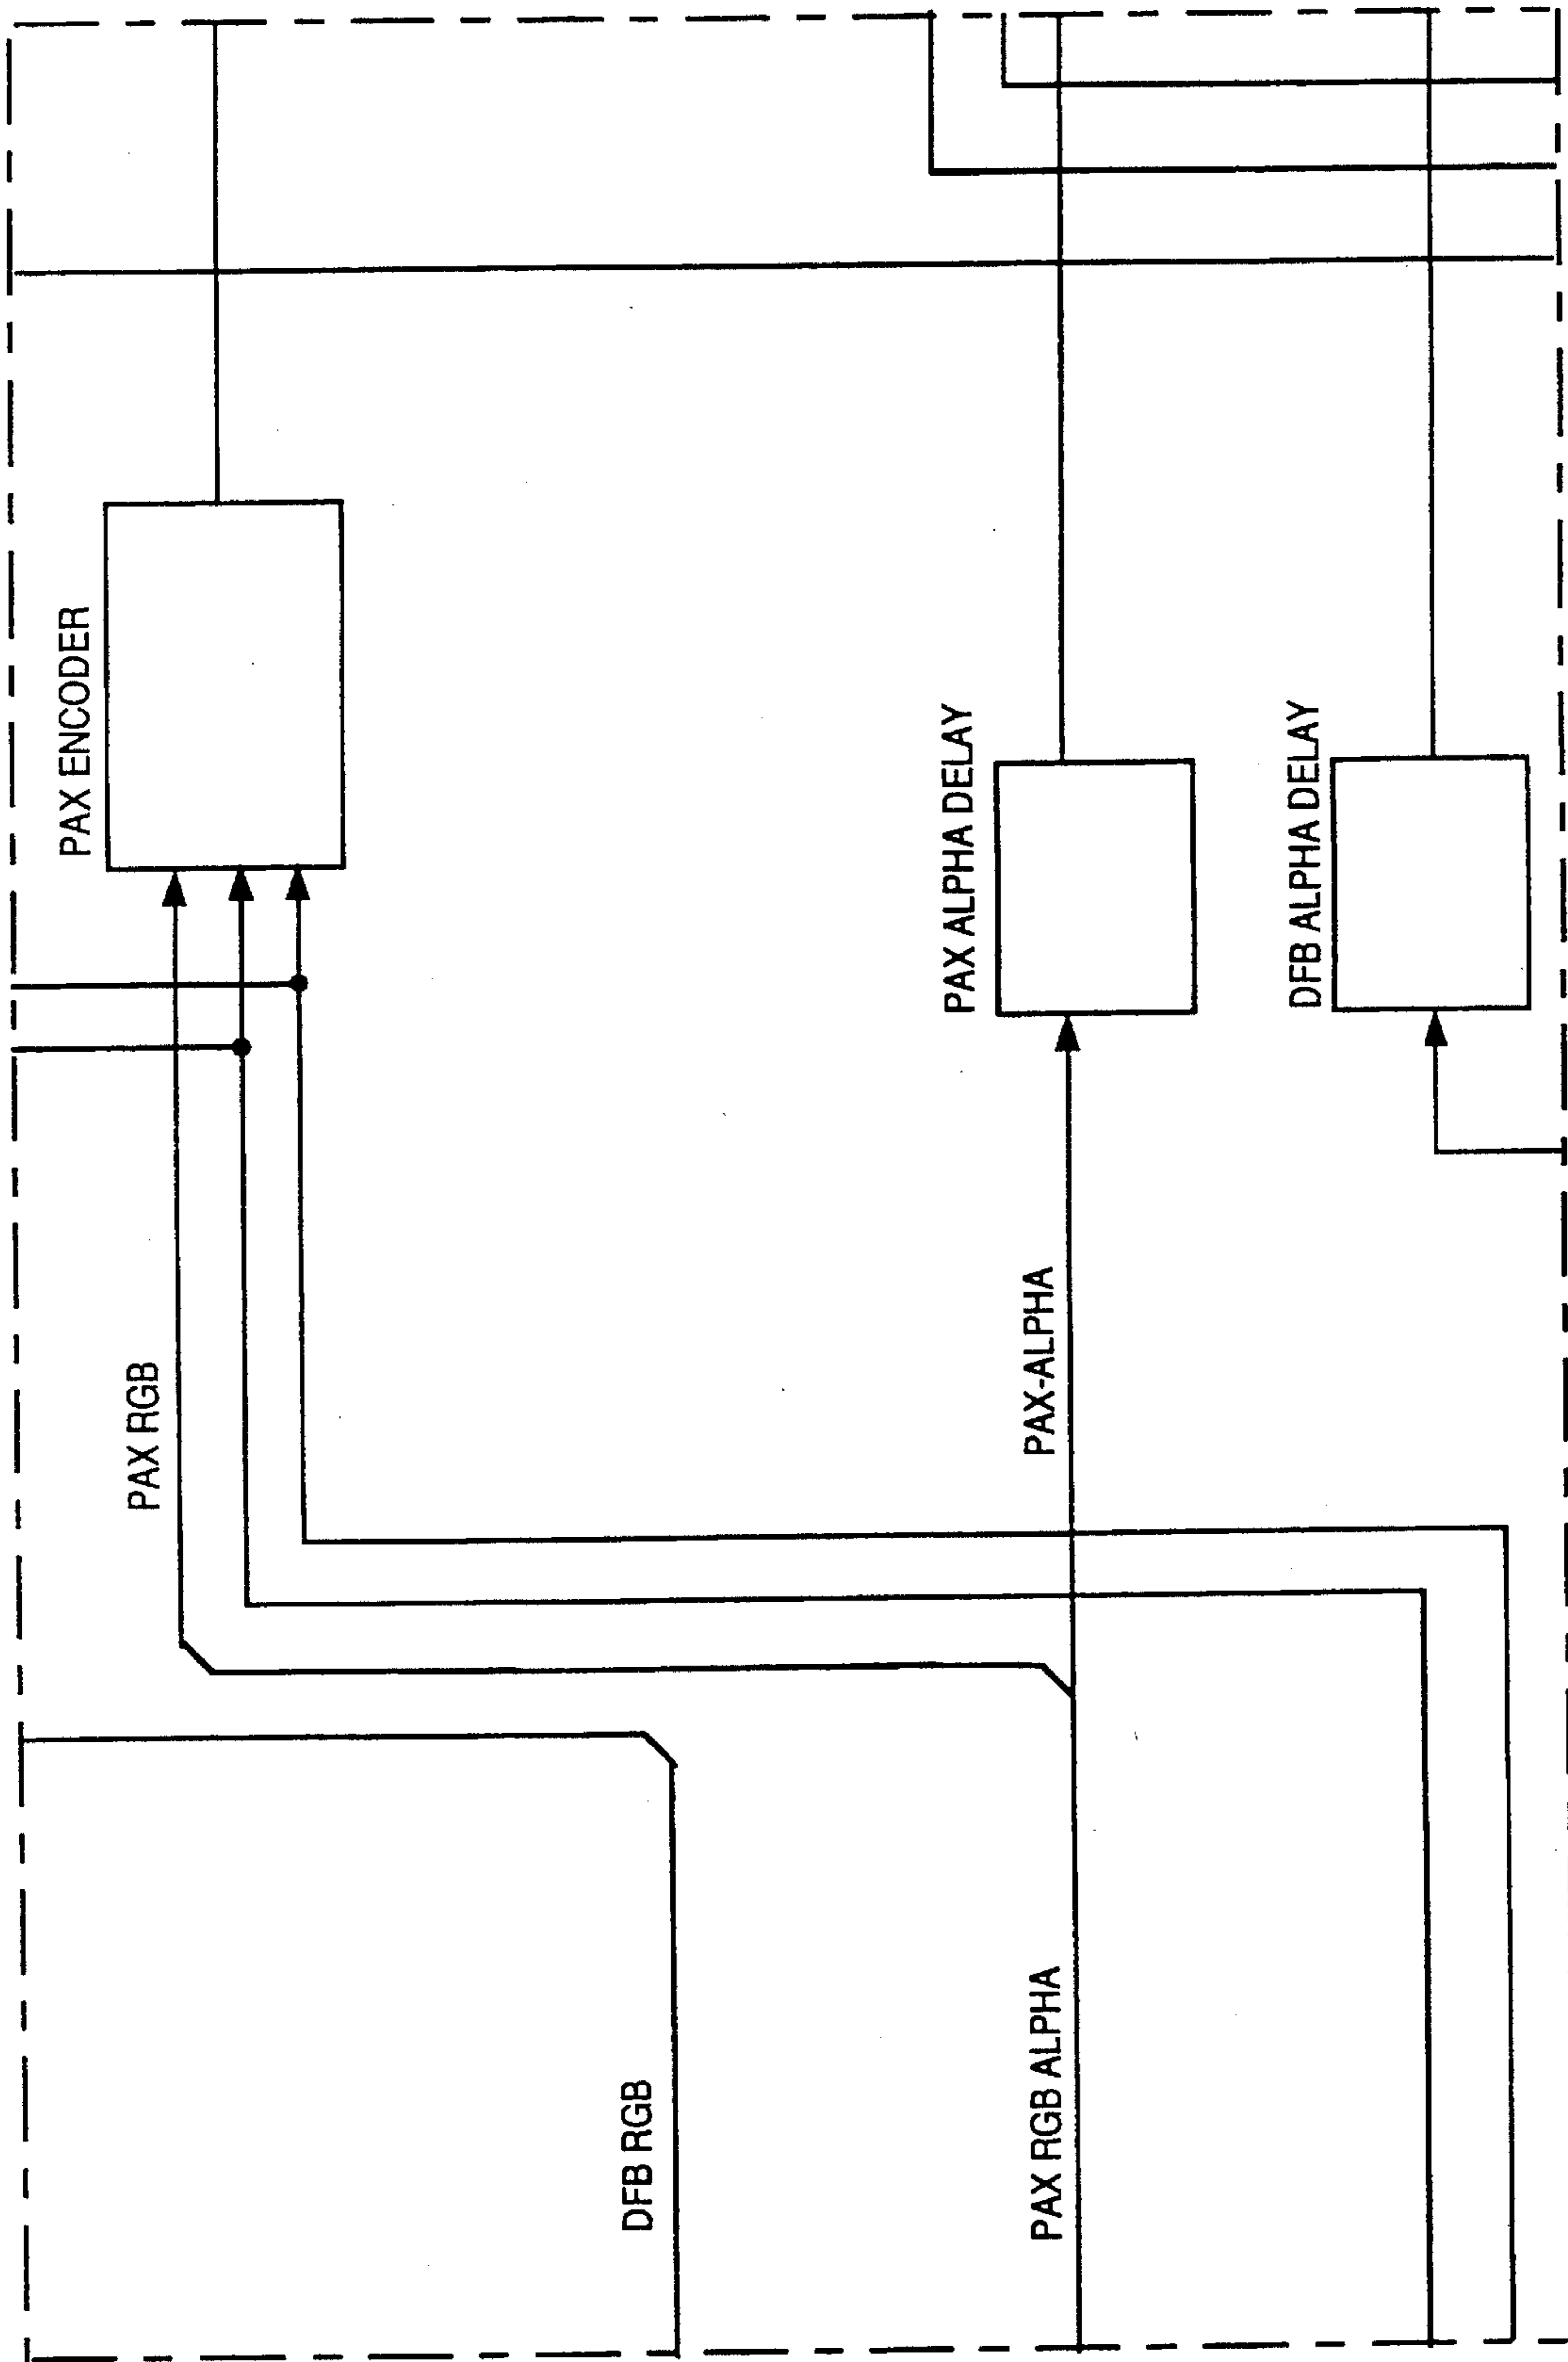 PAX ENCODER
PAX RGB
DFB RGB
PAX ALPHA DELAY
PAX-ALPHA
PAX RGB ALPHA
DFB ALPHA DELAY